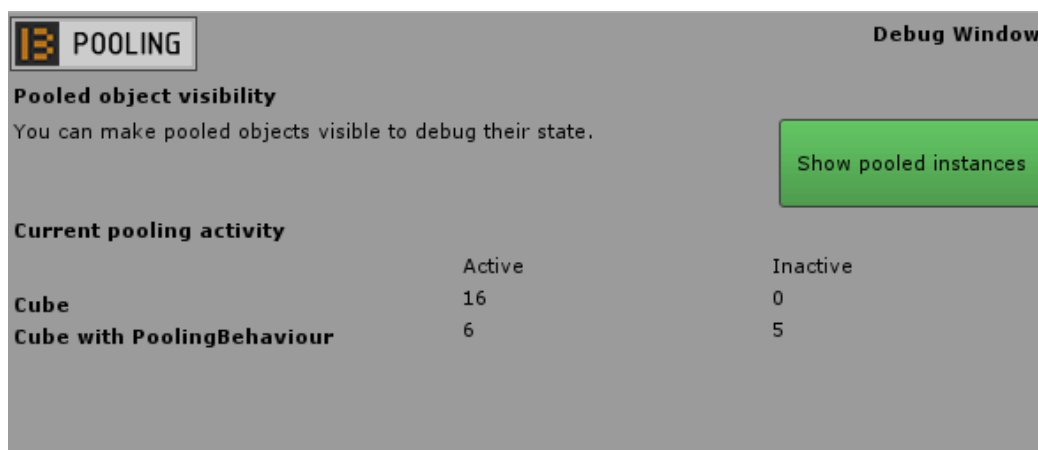 POOLING
Debug Window
Pooled object visibility
You can make pooled objects visible to debug their state.
Show pooled instances
Current pooling activity
Active Inactive
Cube 16 0
Cube with PoolingBehaviour 6 5